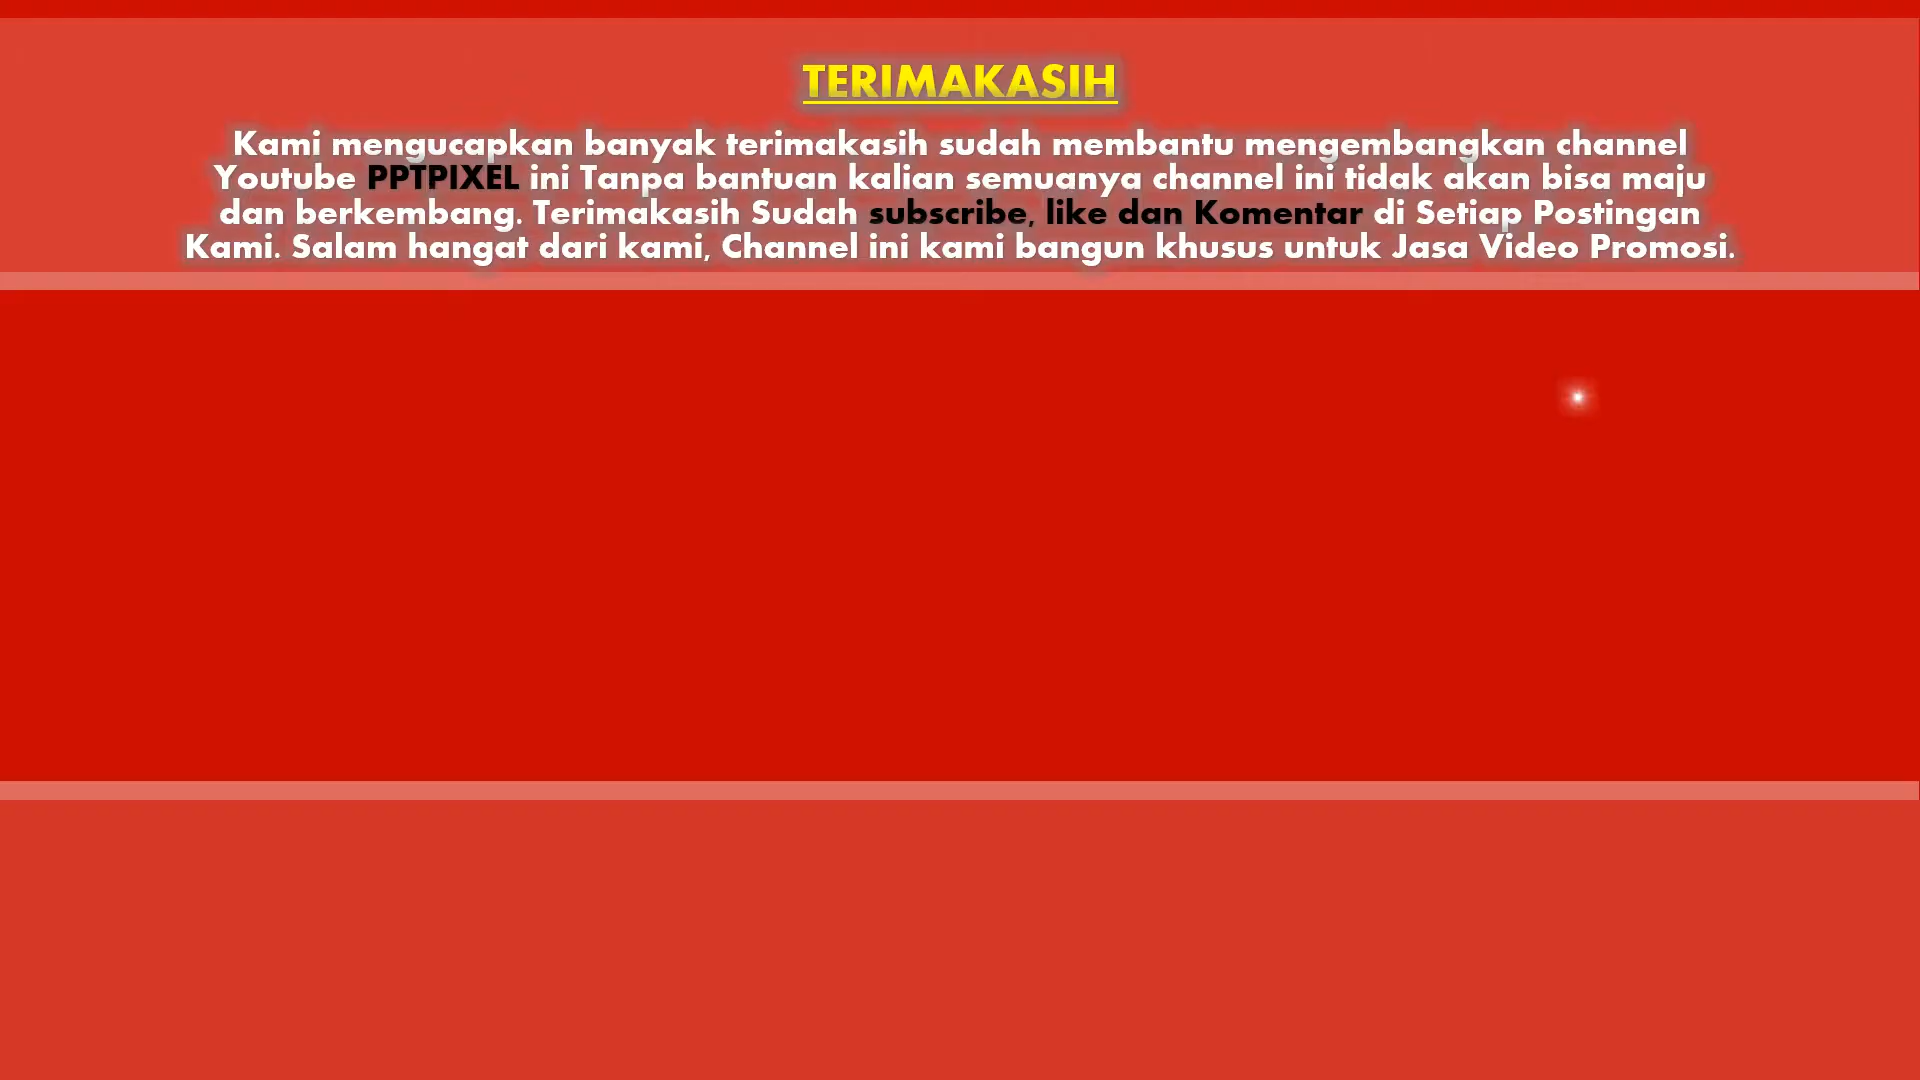 TERIMAKASIH
Kami mengucapkan banyak terimakasih sudah membantu mengembangkan channel
Youtube PPTPIXEL ini Tanpa bantuan kalian semuanya channel ini tidak akan bisa maju
dan berkembang. Terimakasih Sudah subscribe, like dan Komentar di Setiap Postingan
Kami. Salam hangat dari kami, Channel ini kami bangun khusus untuk Jasa Video Promosi.